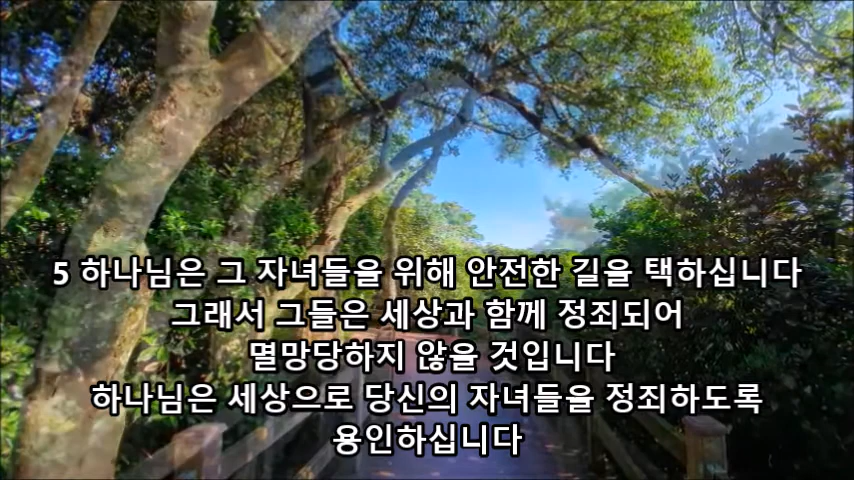 5 하나님은 그 자녀들을 위해 안전한 길을 택하십니다
그래서 그들은 세상과 함께 정죄되어
멸망당하지 않을 것입니다
하나님은 세상으로 당신의 자녀들을 정죄하도록
용인하십니다